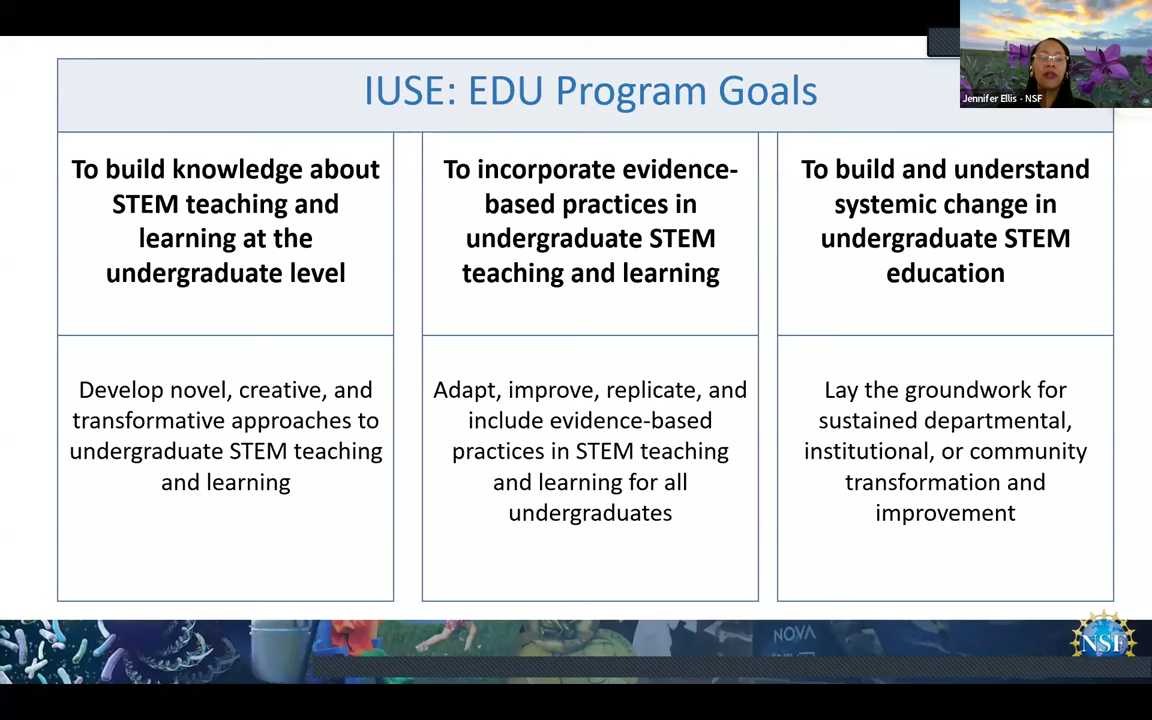 IUSE: EDU Program Goals
Jennifer Ellis - NSF
To build knowledge about
STEM teaching and
learning at the
undergraduate level
To incorporate evidence-
based practices in
undergraduate STEM
teaching and learning
To build and understand
systemic change in
undergraduate STEM
education
Develop novel, creative, and
transformative approaches to
undergraduate STEM teaching
and learning
Adapt, improve, replicate, and
include evidence-based
practices in STEM teaching
and learning for all
undergraduates
Lay the groundwork for
sustained departmental,
institutional, or community
transformation and
improvement
NOVA
NSF